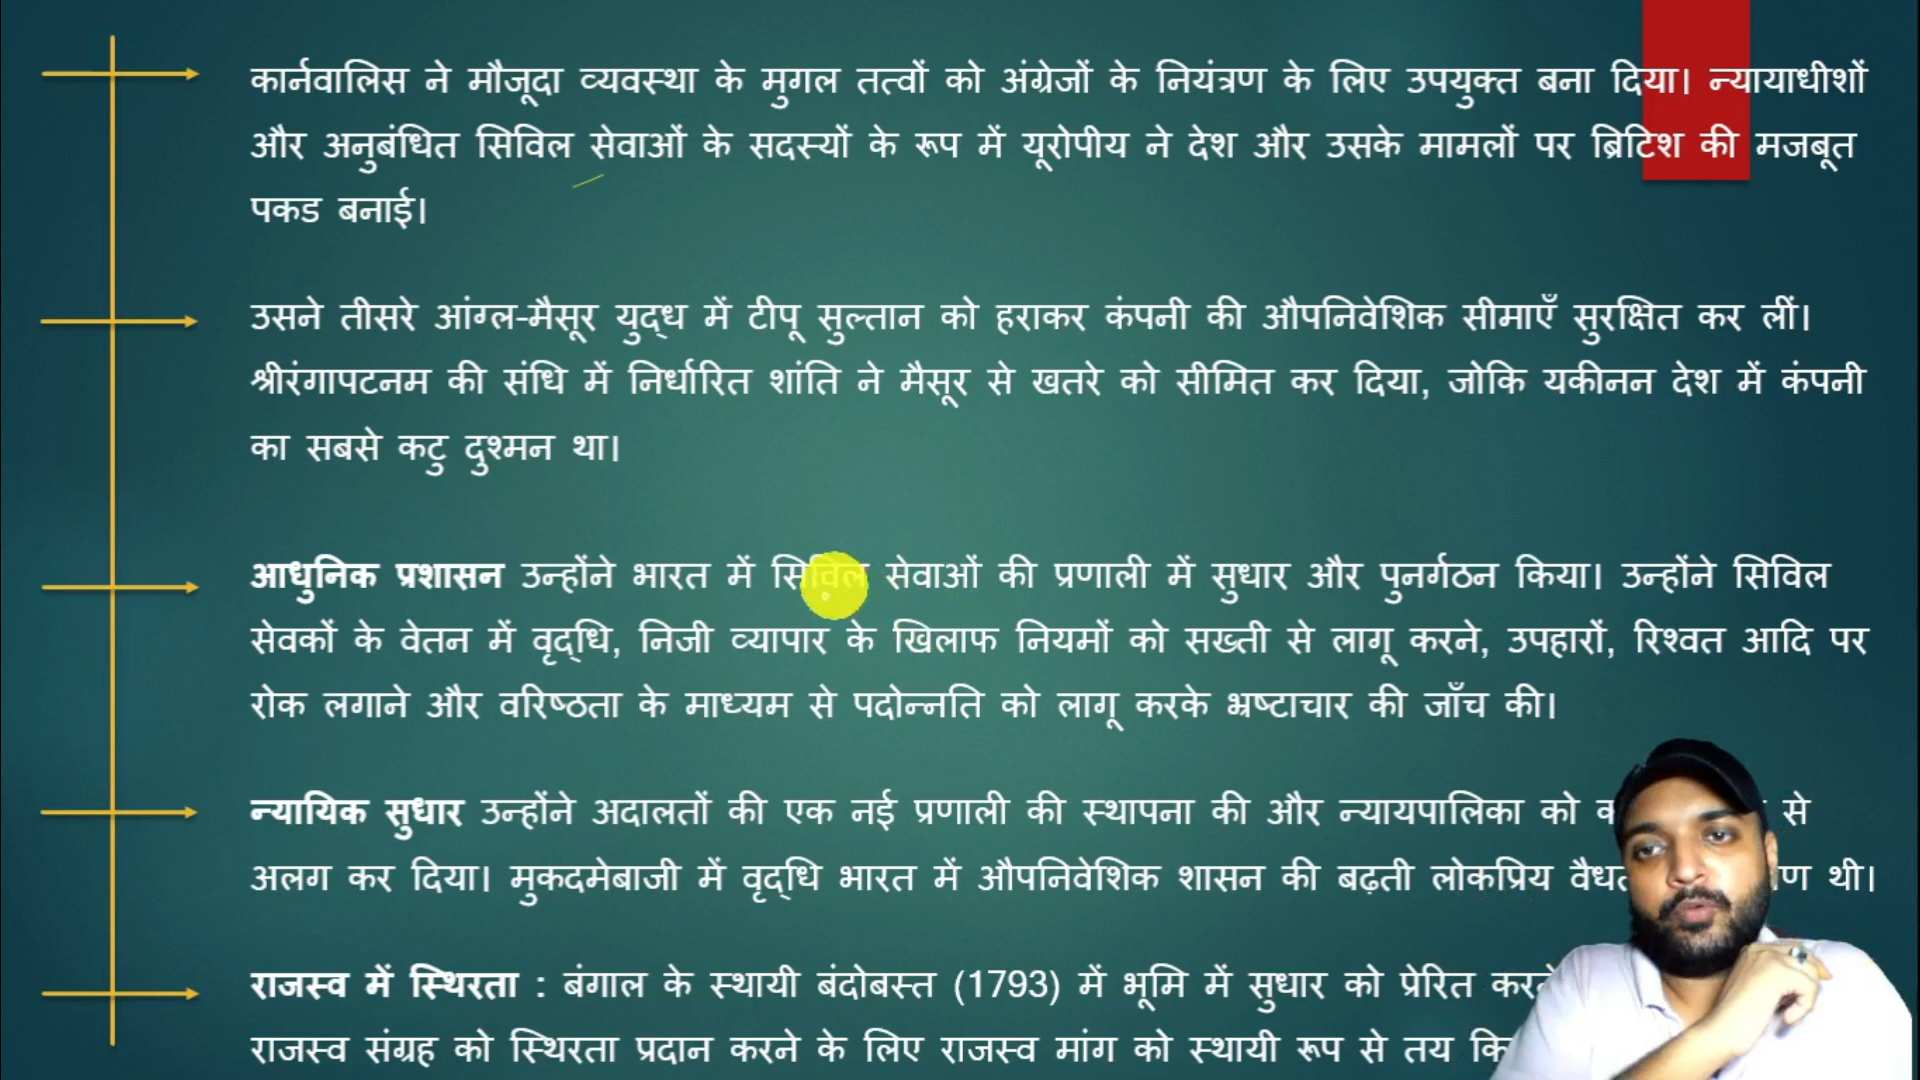 कार्नवालिस ने मौजूदा व्यवस्था के मुगल तत्वों को अंग्रेजों के नियंत्रण के लिए उपयुक्त बना दिया। न्यायाधीशों
और अनुबंधित सिविल सेवाओं के सदस्यों के रूप में यूरोपीय ने देश और उसके मामलों पर ब्रिटिश की मजबूत
पकड बनाई।
उसने तीसरे आंग्ल-मैसूर युद्ध में टीपू सुल्तान को हराकर कंपनी की औपनिवेशिक सीमाएँ सुरक्षित कर लीं।
श्रीरंगापटनम की संधि में निर्धारित शांति ने मैसूर से खतरे को सीमित कर दिया, जोकि यकीनन देश में कंपनी
का सबसे कटु दुश्मन था।
आधुनिक प्रशासन उन्होंने भारत में सिविल सेवाओं की प्रणाली में सुधार और पुनर्गठन किया। उन्होंने सिविल
सेवकों के वेतन में वृद्धि, निजी व्यापार के खिलाफ नियमों को सख्ती से लागू करने, उपहारों, रिश्वत आदि पर
रोक लगाने और वरिष्ठता के माध्यम से पदोन्नति को लागू करके भ्रष्टाचार की जाँच की।
न्यायिक सुधार उन्होंने अदालतों की एक नई प्रणाली की स्थापना की और न्यायपालिका को से
अलग कर दिया। मुकदमेबाजी में वृद्धि भारत में औपनिवेशिक शासन की बढ़ती लोकप्रिय थी।
राजस्व में स्थिरता : बंगाल के स्थायी बंदोबस्त (1793) में भूमि में सुधार को प्रेरित
राजस्व संग्रह को स्थिरता प्रदान करने के लिए राजस्व मांग को स्थायी रूप से तय